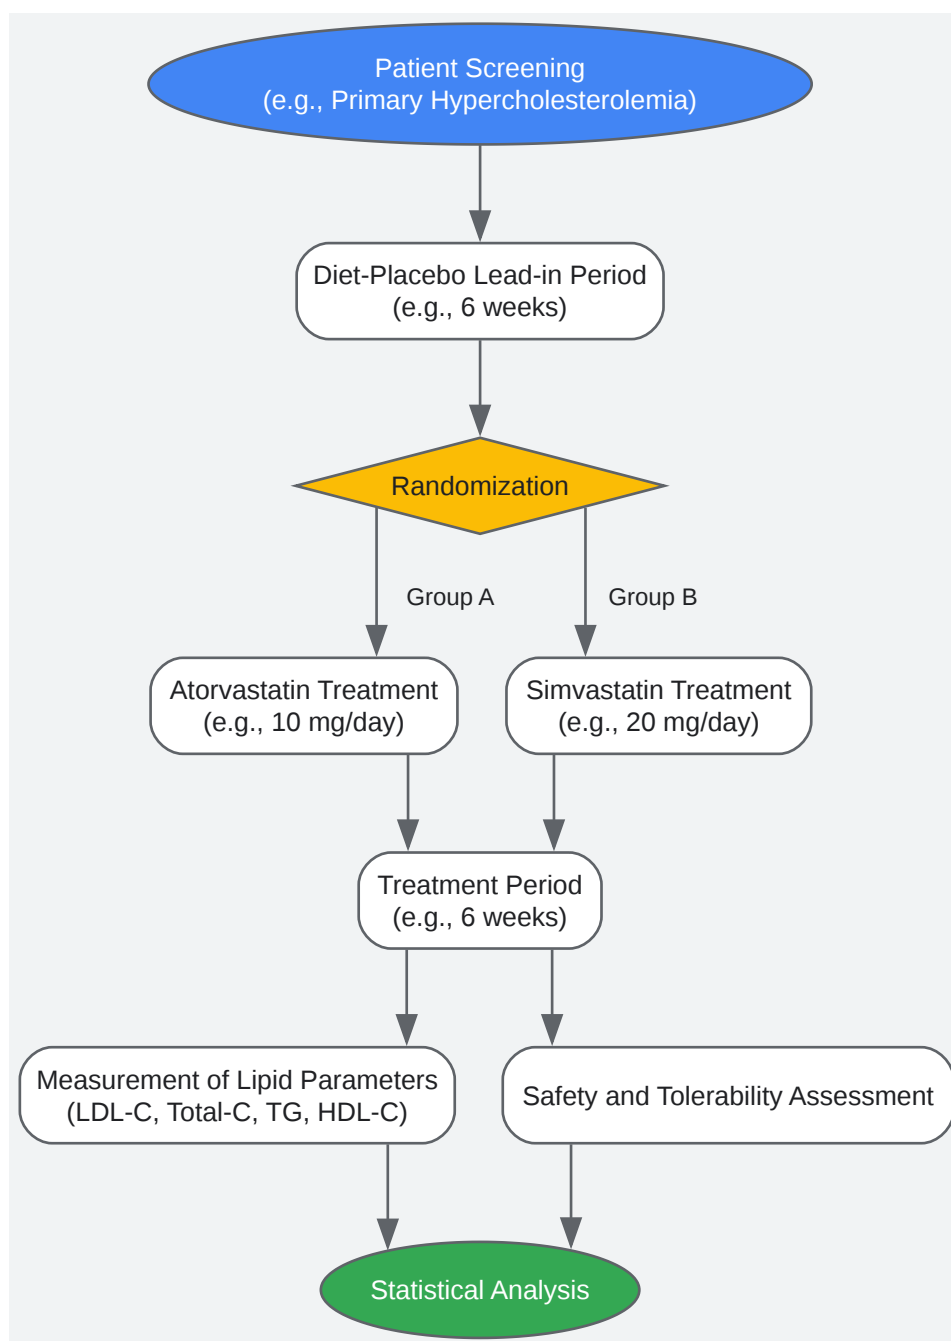 Patient Screening
(e.g., Primary Hypercholesterolemia)
Diet-Placebo Lead-in Period
(e.g., 6 weeks)
Randomization
Group A
Group B
Atorvastatin Treatment
(e.g., 10 mg/day)
Simvastatin Treatment
(e.g., 20 mg/day)
Treatment Period
(e.g., 6 weeks)
Measurement of Lipid Parameters
(LDL-C, Total-C, TG, HDL-C)
Safety and Tolerability Assessment
Statistical Analysis